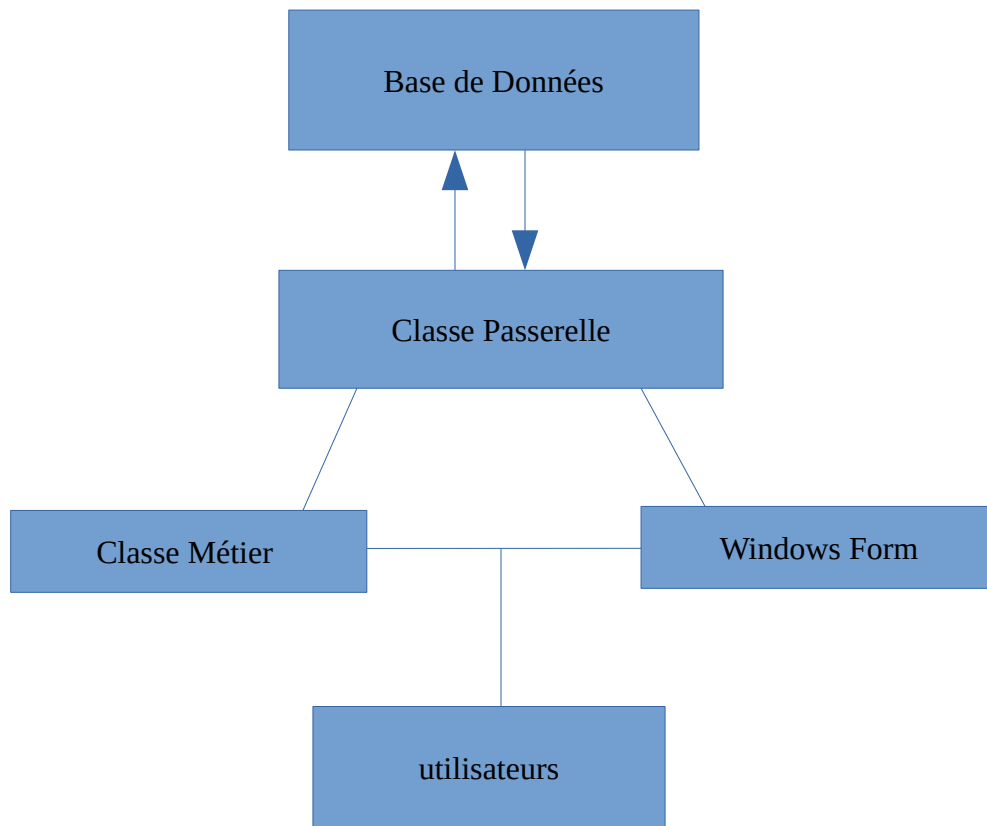 Base de Données
Classe Passerelle
Classe Métier
Windows Form
utilisateurs